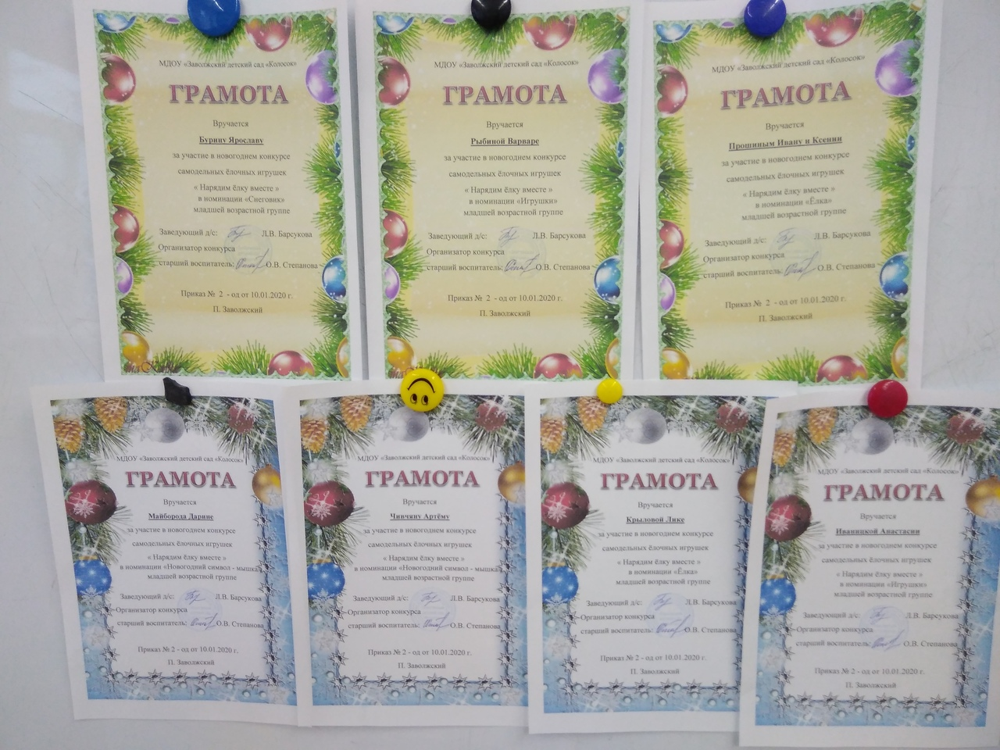 МДОУ «Заволжский детский сад «Колосок»
ГРАМОТА
Вручается
Бурину Ярославу
за участие в новогоднем конкурсе
самодельных ёлочных игрушек
« Нарядим ёлку вместе »
в номинации «Снеговик»
младшей возрастной группе
Заведующий д/с: Л.В. Барсукова
Организатор конкурса
старший воспитатель: О.В. Степанова
Приказ № 2 - од от 10.01.2020 г.
П. Заволжский
МДОУ «Заволжский детский сад «Колосок»
ГРАМОТА
Вручается
Рыбиной Варваре
за участие в новогоднем конкурсе
самодельных ёлочных игрушек
« Нарядим ёлку вместе »
в номинации «Игрушки»
младшей возрастной группе
Заведующий д/с: Л.В. Барсукова
Организатор конкурса
старший воспитатель: О.В. Степанова
Приказ № 2 - од от 10.01.2020 г.
П. Заволжский
МДОУ «Заволжский детский сад «Колосок»
ГРАМОТА
Вручается
Прошиным Ивану и Ксении
за участие в новогоднем конкурсе
самодельных ёлочных игрушек
« Нарядим ёлку вместе »
в номинации «Ёлка»
младшей возрастной группе
Заведующий д/с: Л.В. Барсукова
Организатор конкурса
старший воспитатель: О.В. Степанова
Приказ № 2 - од от 10.01.2020 г.
П. Заволжский
МДОУ «Заволжский детский сад «Колосок»
ГРАМОТА
Вручается
Майборода Дарине
за участие в новогоднем конкурсе
самодельных ёлочных игрушек
« Нарядим ёлку вместе »
в номинации «Новогодний символ - мышка
младшей возрастной группе
Заведующий д/с: Л.В. Барсукова
Организатор конкурса
старший воспитатель: О.В. Степанова
Приказ № 2 - од от 10.01.2020 г.
П. Заволжский
МДОУ «Заволжский детский сад «Колосок»
ГРАМОТА
Вручается
Чивчяну Артёму
за участие в новогоднем конкурсе
самодельных ёлочных игрушек
« Нарядим ёлку вместе »
в номинации «Новогодний символ - мышка
младшей возрастной группе
Заведующий д/с: Л.В. Барсукова
Организатор конкурса
старший воспитатель: О.В. Степанова
Приказ № 2 - од от 10.01.2020 г.
П. Заволжский
МДОУ «Заволжский детский сад «Колосок»
ГРАМОТА
Вручается
Крыловой Лике
за участие в новогоднем конкурсе
самодельных ёлочных игрушек
« Нарядим ёлку вместе »
в номинации «Ёлка»
младшей возрастной группе
Заведующий д/с: Л.В. Барсукова
Организатор конкурса
старший воспитатель: О.В. Степанова
Приказ № 2 - од от 10.01.2020 г.
П. Заволжский
МДОУ «Заволжский детский сад «Колосок»
ГРАМОТА
Вручается
Иваницкой Анастасии
за участие в новогоднем конкурсе
самодельных ёлочных игрушек
« Нарядим ёлку вместе »
в номинации «Игрушки»
младшей возрастной группе
Заведующий д/с: Л.В. Барсукова
Организатор конкурса
старший воспитатель: О.В. Степанова
Приказ № 2 - од от 10.01.2020 г.
П. Заволжский